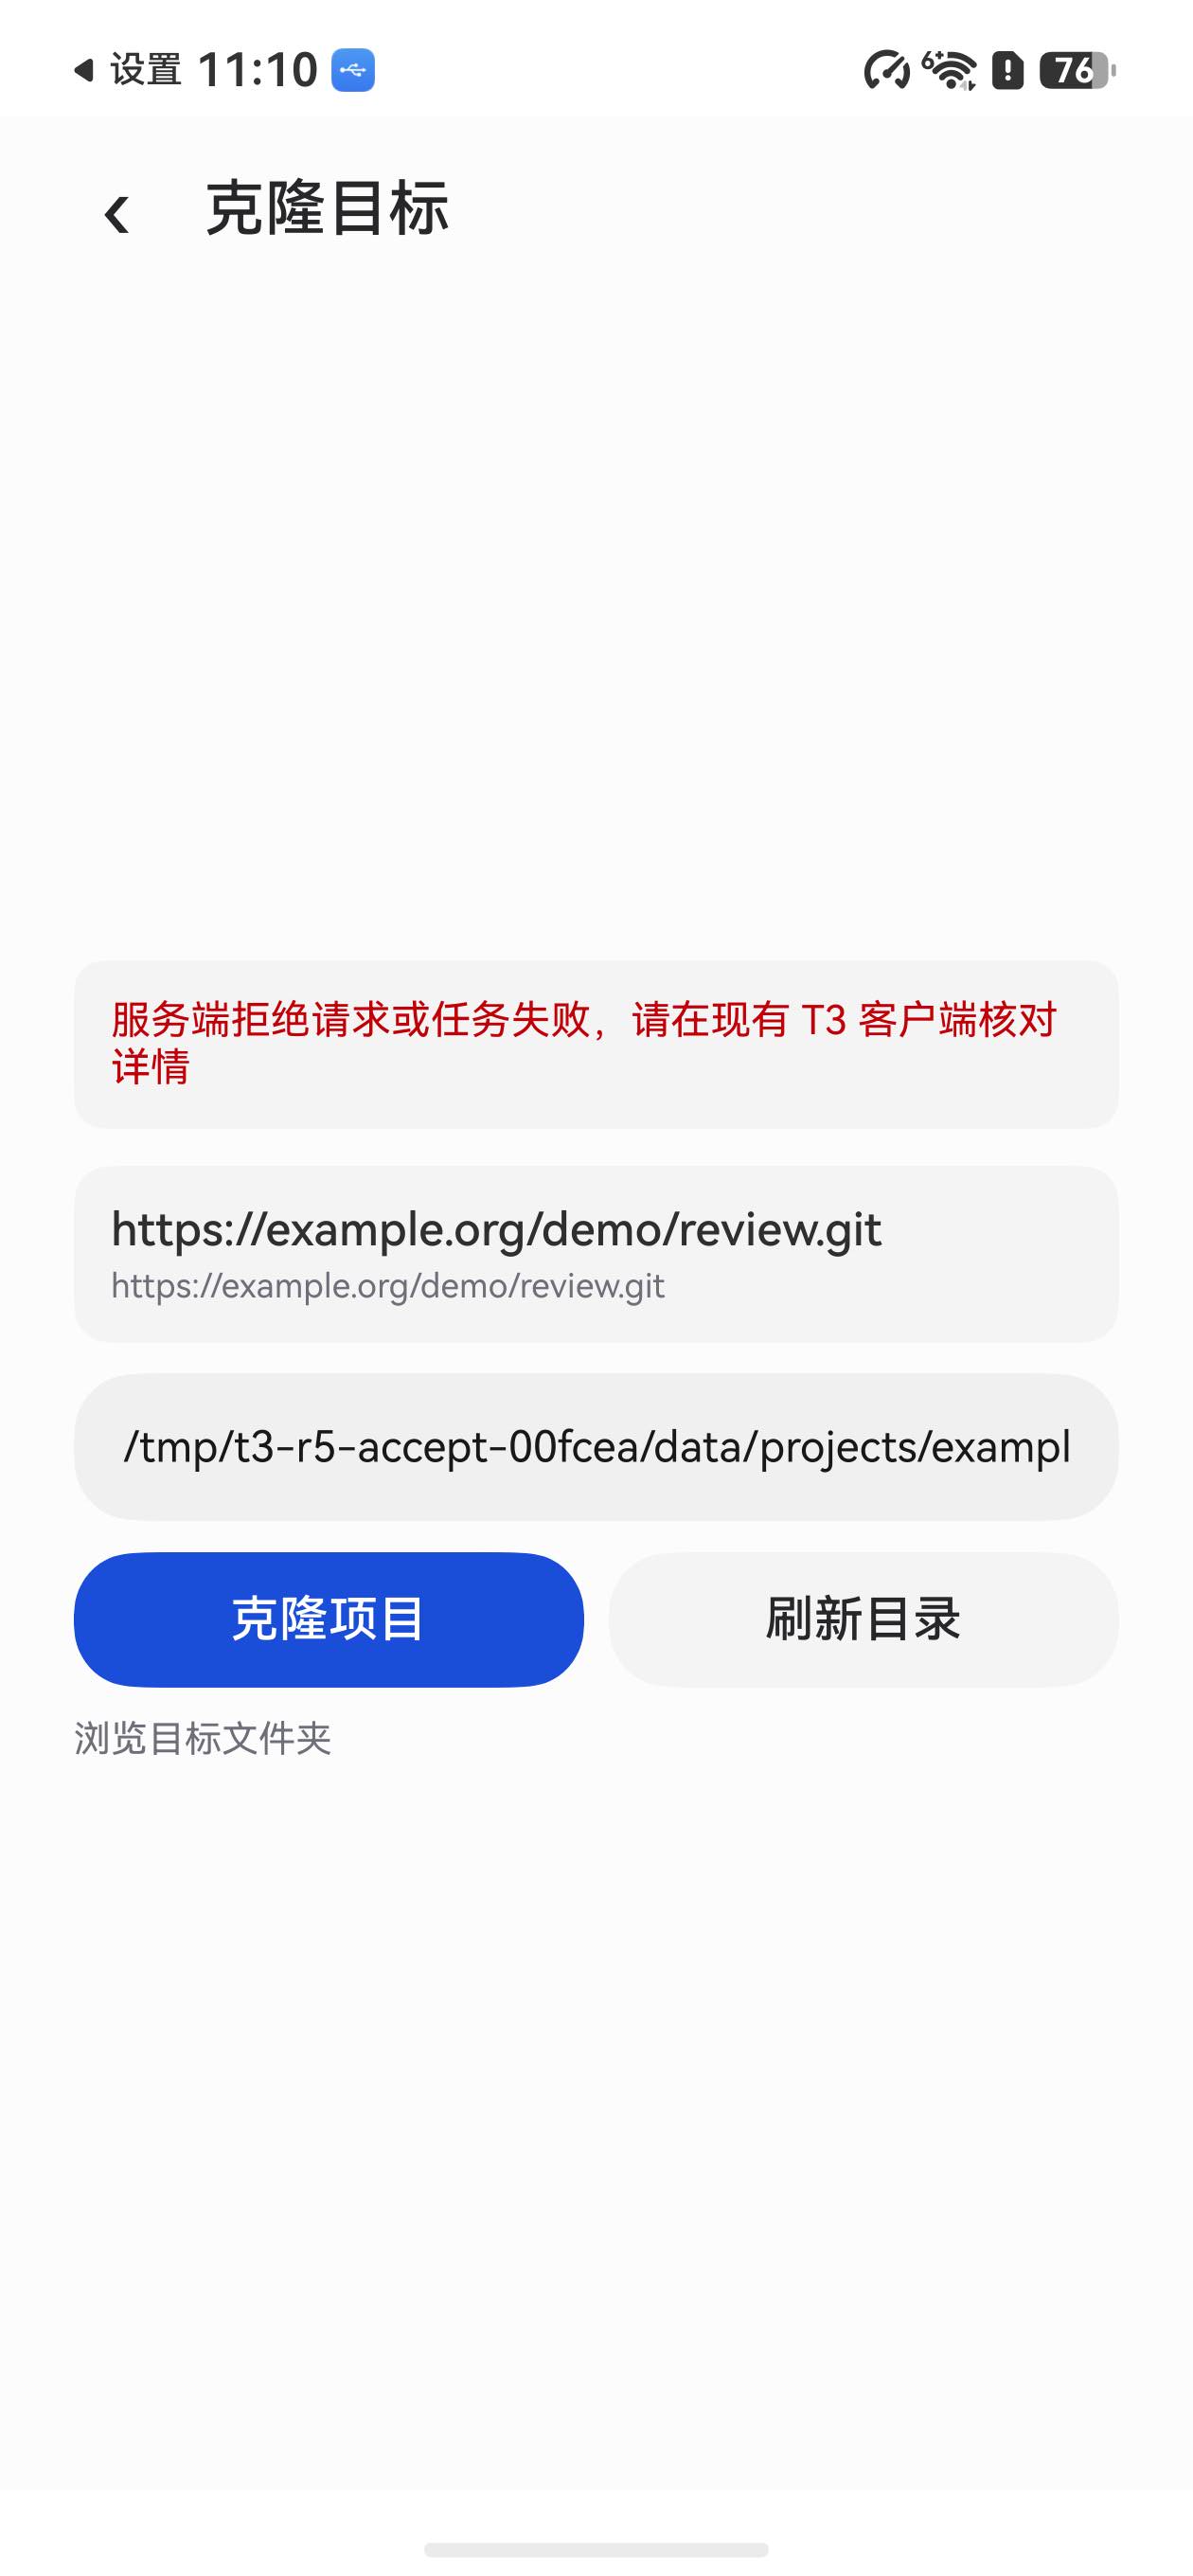 设置 11:10
6+ 76
克隆目标
服务端拒绝请求或任务失败，请在现有 T3 客户端核对
详情
https://example.org/demo/review.git
https://example.org/demo/review.git
/tmp/t3-r5-accept-00fcea/data/projects/exampl
克隆项目 刷新目录
浏览目标文件夹